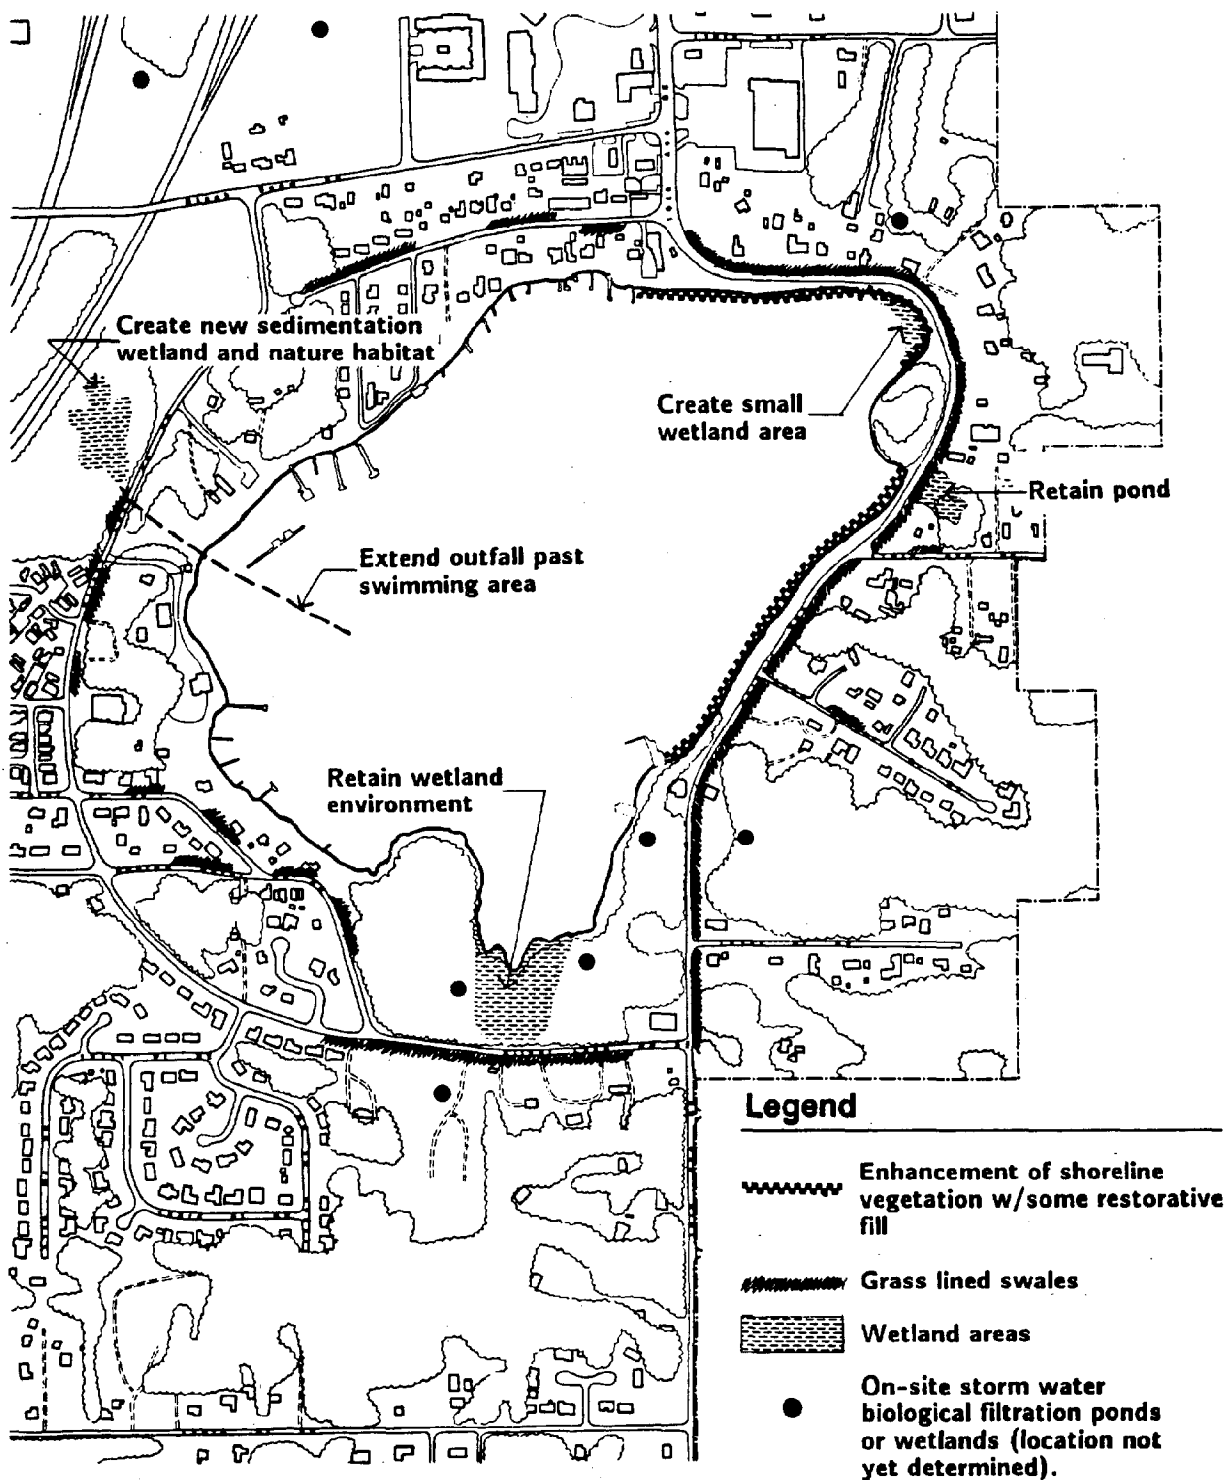 Create new sedimentation
wetland and nature habitat
Create small
wetland area
Retain pond
Extend outfall past
swimming area
Retain wetland
environment
Legend
Enhancement of shoreline
vegetation w/some restorative
fill
Grass lined swales
Wetland areas
On-site storm water
biological filtration ponds
or wetlands (location not
yet determined).